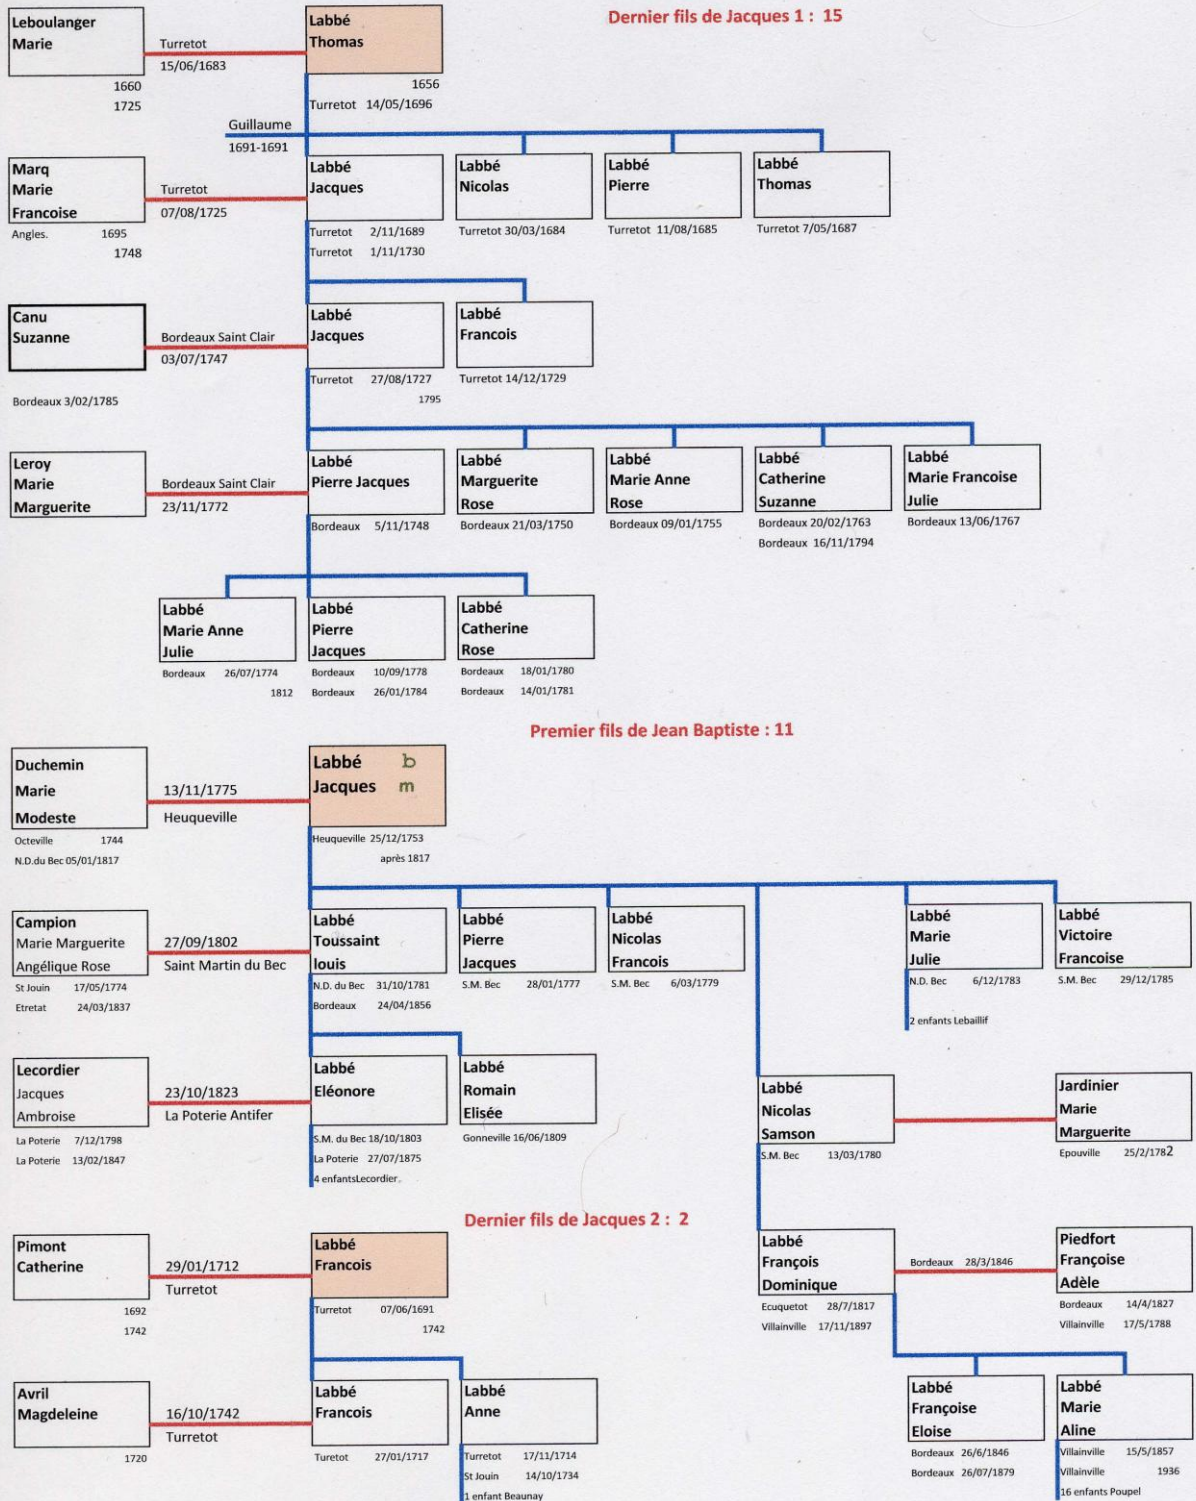 Dernier fils de Jacques 1 : 15
Leboulanger
Marie
Turretot
15/06/1683
1660
1725
Labbé
Thomas
1656
Turretot 14/05/1696
Guillaume
1691-1691
Marq
Marie
Francoise
Angles. 1695
1748
Turretot
07/08/1725
Labbé
Jacques
Turretot 2/11/1689
Turretot 1/11/1730
Labbé
Nicolas
Turretot 30/03/1684
Labbé
Pierre
Turretot 11/08/1685
Labbé
Thomas
Turretot 7/05/1687
Canu
Suzanne
Bordeaux 3/02/1785
Bordeaux Saint Clair
03/07/1747
Labbé
Jacques
Turretot 27/08/1727
1795
Labbé
Francois
Turretot 14/12/1729
Leroy
Marie
Marguerite
Bordeaux Saint Clair
23/11/1772
Labbé
Pierre Jacques
Bordeaux 5/11/1748
Labbé
Marguerite
Rose
Bordeaux 21/03/1750
Labbé
Marie Anne
Rose
Bordeaux 09/01/1755
Labbé
Catherine
Suzanne
Bordeaux 20/02/1763
Bordeaux 16/11/1794
Labbé
Marie Francoise
Julie
Bordeaux 13/06/1767
Labbé
Marie Anne
Julie
Bordeaux 26/07/1774
1812
Labbé
Pierre
Jacques
Bordeaux 10/09/1778
Bordeaux 26/01/1784
Labbé
Catherine
Rose
Bordeaux 18/01/1780
Bordeaux 14/01/1781
Premier fils de Jean Baptiste : 11
Duchemin
Marie
Modeste
Octeville 1744
N.D.du Bec 05/01/1817
13/11/1775
Heuqueville
Labbé b
Jacques m
Heuqueville 25/12/1753
après 1817
Campion
Marie Marguerite
Angélique Rose
St Jouin 17/05/1774
Etretat 24/03/1837
27/09/1802
Saint Martin du Bec
Labbé
Toussaint
louis
N.D. du Bec 31/10/1781
Bordeaux 24/04/1856
Labbé
Pierre
Jacques
S.M. Bec 28/01/1777
Labbé
Nicolas
Francois
S.M. Bec 6/03/1779
Labbé
Marie
Julie
N.D. Bec 6/12/1783
2 enfants Lebaillif
Labbé
Victoire
Francoise
S.M. Bec 29/12/1785
Lecordier
Jacques
Ambroise
La Poterie 7/12/1798
La Poterie 13/02/1847
23/10/1823
La Poterie Antifer
Labbé
Eléonore
S.M. du Bec 18/10/1803
La Poterie 27/07/1875
4 enfantsLecordier
Labbé
Romain
Elisée
Gonneville 16/06/1809
Labbé
Nicolas
Samson
S.M. Bec 13/03/1780
Jardinier
Marie
Marguerite
Epouville 25/2/1782
Dernier fils de Jacques 2 : 2
Pimont
Catherine
1692
1742
29/01/1712
Turretot
Labbé
Francois
Turretot 07/06/1691
1742
Labbé
François
Dominique
Ecuquetot 28/7/1817
Villainville 17/11/1897
Bordeaux 28/3/1846
Piedfort
Françoise
Adèle
Bordeaux 14/4/1827
Villainville 17/5/1788
Avril
Magdeleine
1720
16/10/1742
Turretot
Labbé
Francois
Turetot 27/01/1717
Labbé
Anne
Turretot 17/11/1714
St Jouin 14/10/1734
1 enfant Beaunay
Labbé
Françoise
Eloise
Bordeaux 26/6/1846
Bordeaux 26/07/1879
Labbé
Marie
Aline
Villainville 15/5/1857
Villainville 1936
16 enfants Poupel